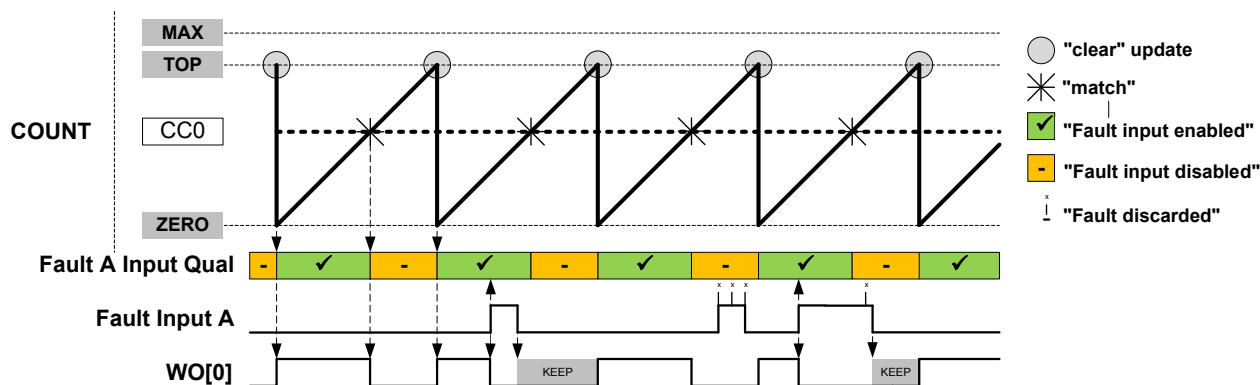 MAX
"clear" update
TOP
"match"
COUNT
CC0
"Fault input enabled"
"Fault input disabled"
x
ZERO
"Fault discarded"
Fault A Input Qual
- ✓ - ✓ - ✓ - ✓ - ✓
x x x x
Fault Input A
WO[0]
KEEP KEEP